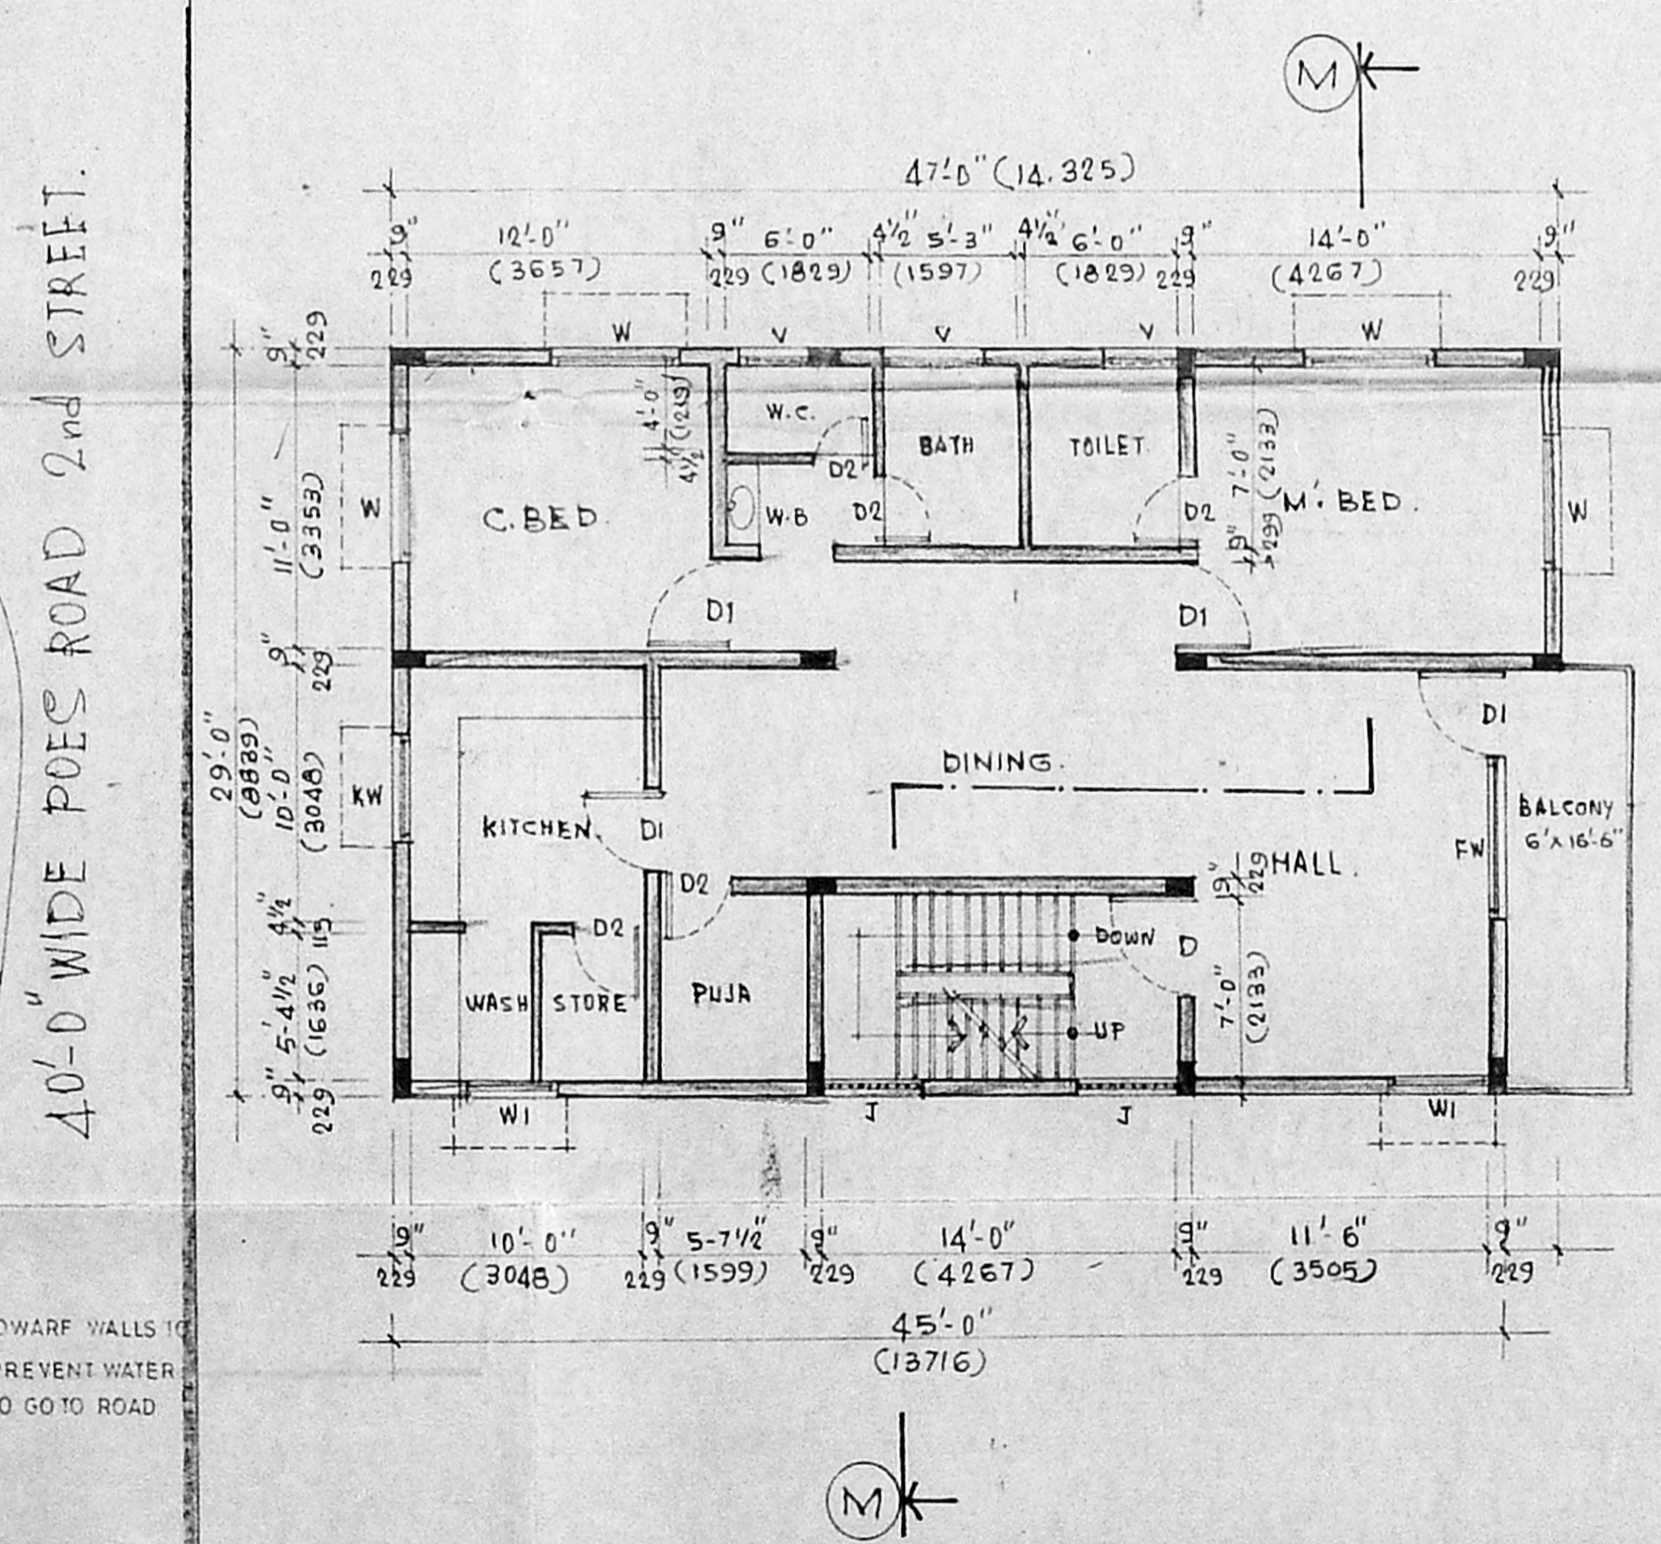 M
47'-0" (14.325)
9" 12'-0" 9" 6'-0" 4½" 5'-3" 4½" 6'-0" 9" 14'-0" 9"
229 (3657) 229 (1829) (1597) (1829) 229 (4267) 229
W V V V W
40'-0" WIDE POES ROAD 2nd STREET.
29'-0"
(8839)
9"
229
11'-0"
(3353)
9"
229
10'-0"
(3048)
4½"
115
5'-4½"
(1636)
9"
229
W
C. BED.
4'-0"
(1219)
4½
W.C.
D2
W.B
D2
BATH
TOILET.
D2
7'-0"
(2133)
9"
299
M'. BED.
W
D1
D1
D1
KW
KITCHEN.
D1
DINING.
HALL.
FW
BALCONY
6'x16'-6"
D2
9"
229
D2
WASH
STORE
PUJA
DOWN
D
UP
7'-0"
(2133)
W1 J J W1
9" 10'-0" 9" 5-7½" 9" 14'-0" 9" 11'-6" 9"
229 (3048) 229 (1599) 229 (4267) 229 (3505) 229
45'-0"
(13716)
DWARF WALLS TO
PREVENT WATER
TO GO TO ROAD
M